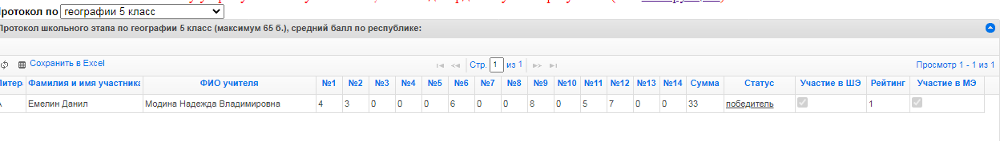 Протокол по географии 5 класс
Протокол школьного этапа по географии 5 класс (максимум 65 б.), средний балл по республике:
Сохранить в Excel Стр. 1 из 1 Просмотр 1 - 1 из 1
Литера Фамилия и имя участника ФИО учителя №1 №2 №3 №4 №5 №6 №7 №8 №9 №10 №11 №12 №13 №14 Сумма Статус Участие в ШЭ Рейтинг Участие в МЭ
А Емелин Данил Модина Надежда Владимировна 4 3 0 0 0 6 0 0 8 0 5 7 0 0 33 победитель 1